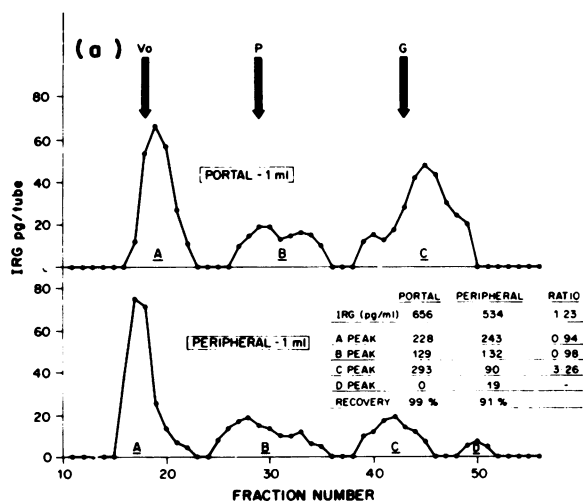 (a)
Vo P G
80
60
40
20
IRG pg/tube
[PORTAL - 1 ml]
A B C
80
60
40
20
0
[PERIPHERAL - 1 ml]
PORTAL PERIPHERAL RATIO
IRG (pg/ml) 656 534 1 23
A PEAK 228 243 0 94
B PEAK 129 132 0 98
C PEAK 293 90 3 26
D PEAK 0 19 -
RECOVERY 99 % 91 %
A B C D
10 20 30 40 50
FRACTION NUMBER